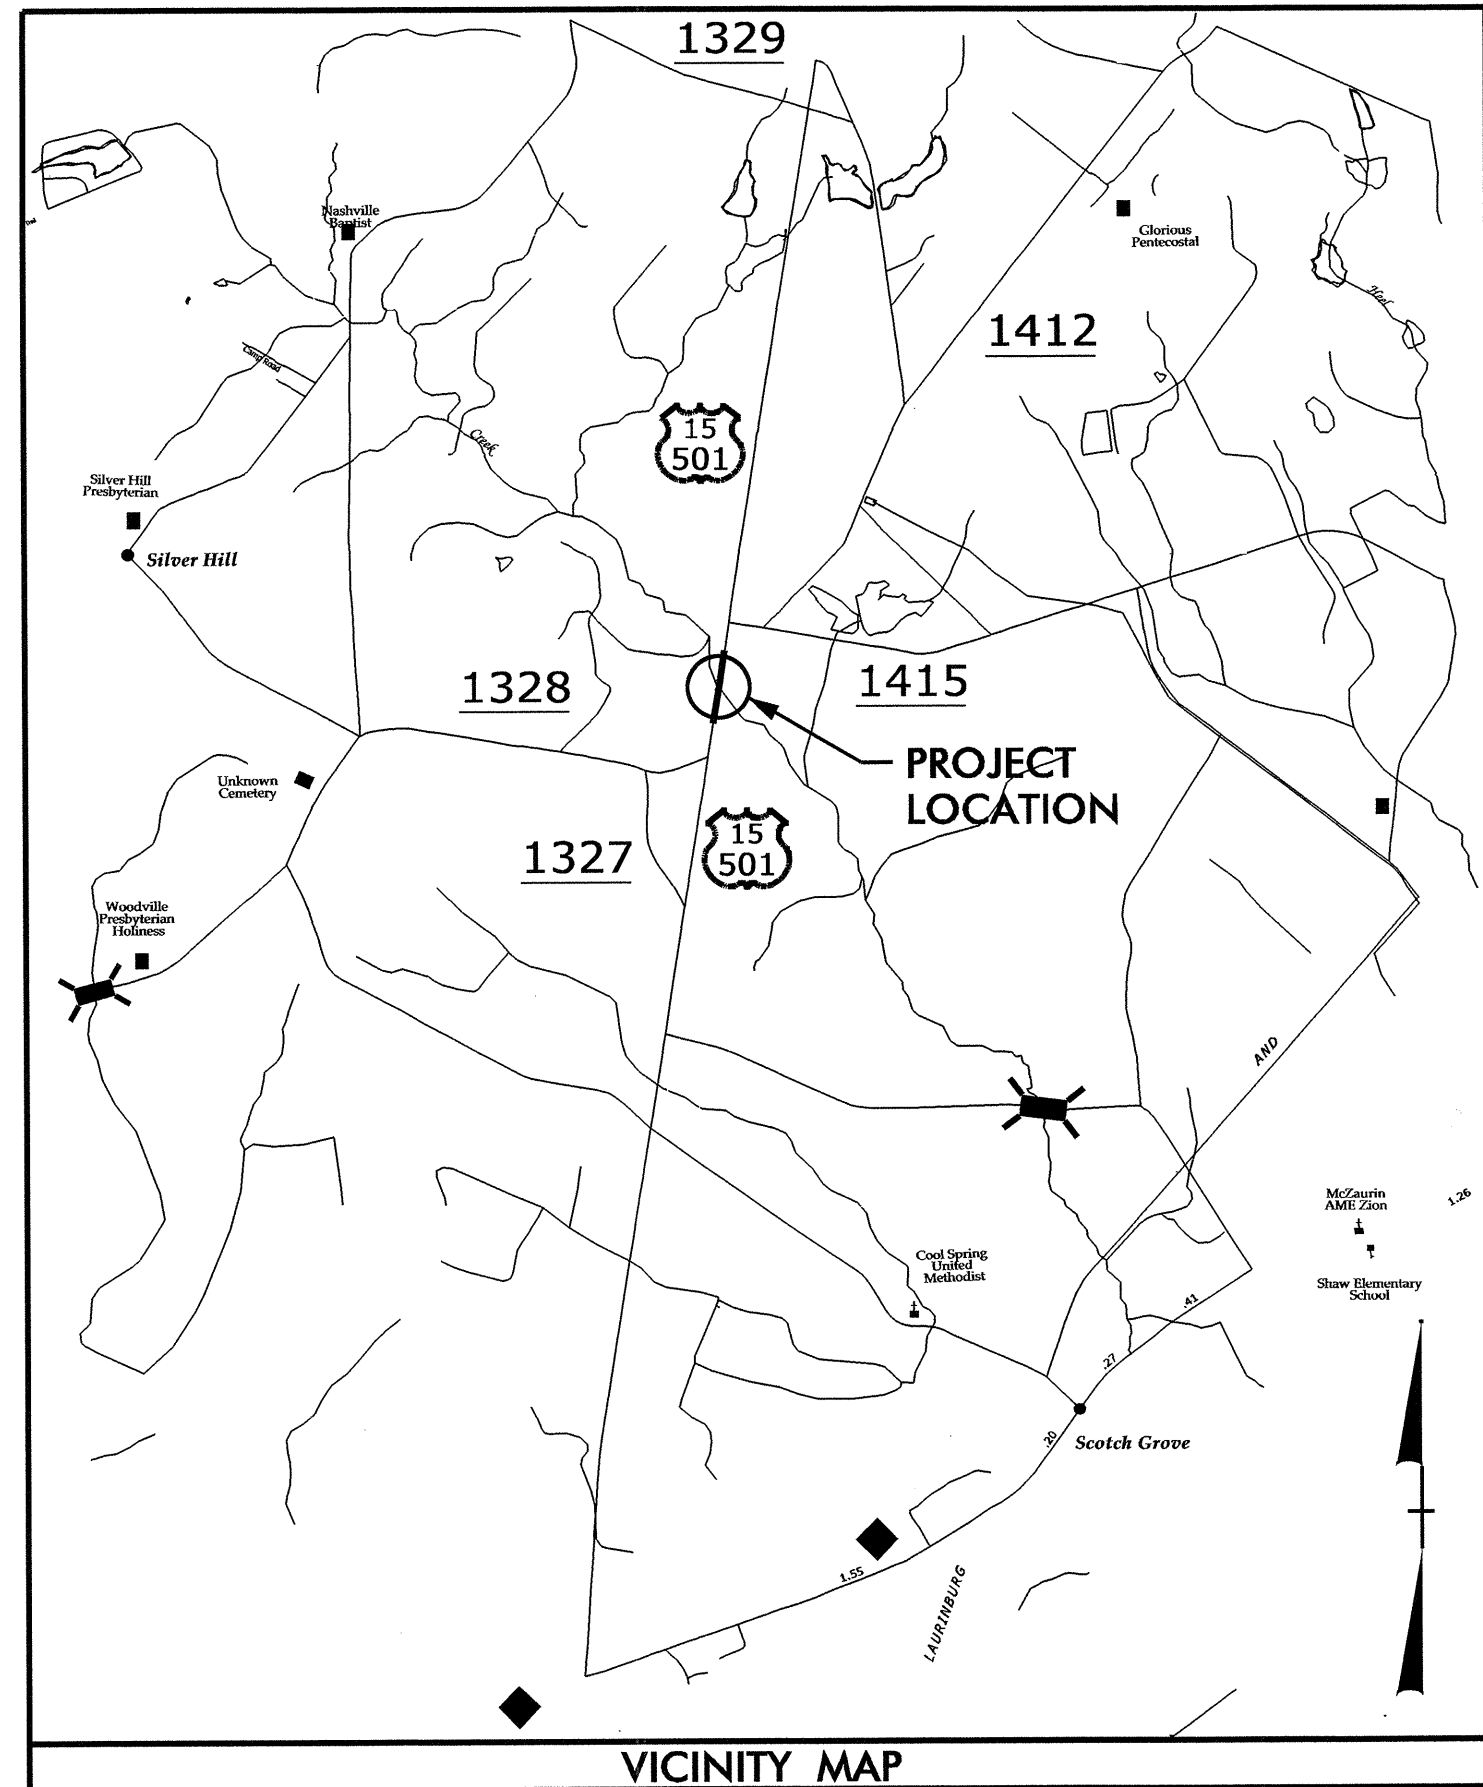 1329
Nashville
Baptist
Glorious
Pentecostal
Heel
1412
Camp Road
15
501
Creek
Silver Hill
Presbyterian
Silver Hill
1328
1415
PROJECT
LOCATION
Unknown
Cemetery
15
501
1327
Woodville
Presbyterian
Holiness
AND
McZaurin
AME Zion
1.26
Cool Spring
United
Methodist
Shaw Elementary
School
.41
.27
.20
Scotch Grove
1.55
LAURINBURG
VICINITY MAP